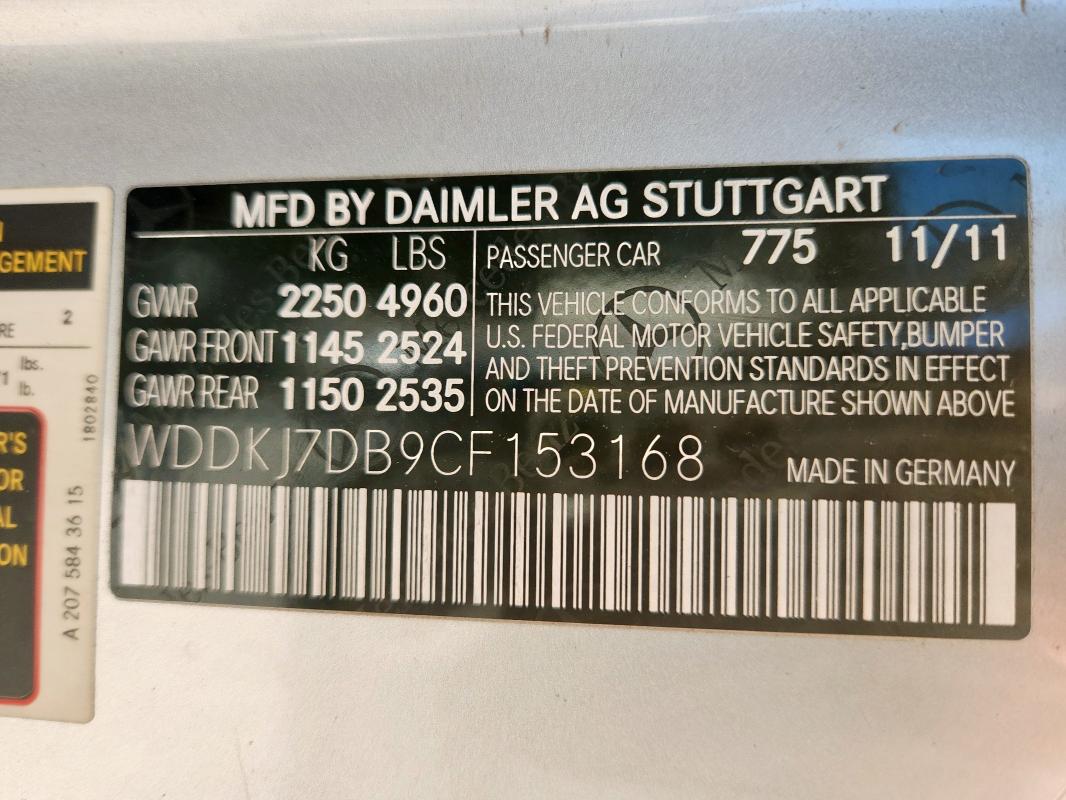 MFD BY DAIMLER AG STUTTGART
KG LBS
GVWR 2250 4960
GAWR FRONT 1145 2524
GAWR REAR 1150 2535
PASSENGER CAR 775 11/11
THIS VEHICLE CONFORMS TO ALL APPLICABLE
U.S. FEDERAL MOTOR VEHICLE SAFETY, BUMPER
AND THEFT PREVENTION STANDARDS IN EFFECT
ON THE DATE OF MANUFACTURE SHOWN ABOVE
WDDKJ7DB9CF153168
MADE IN GERMANY
GEMENT
RE 2
lbs.
1 lb.
1802840
R'S
OR
AL
ON
A 207 584 36 15